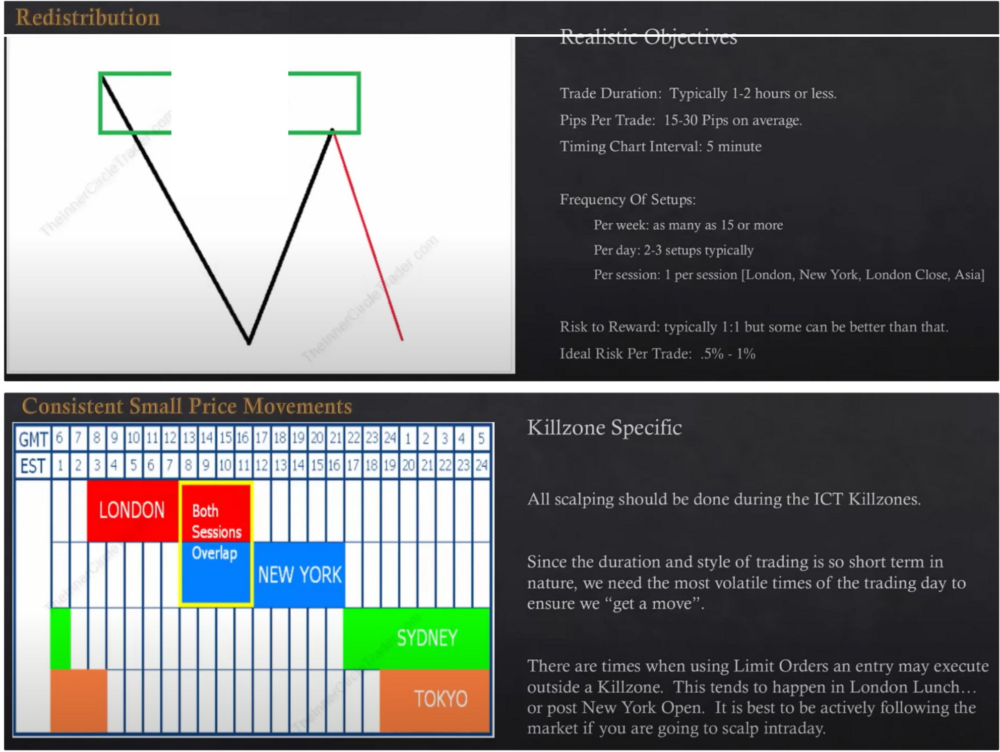 Redistribution
Realistic Objectives
TheInnerCircleTrader.com
TheInnerCircleTrader.com
Trade Duration: Typically 1-2 hours or less.
Pips Per Trade: 15-30 Pips on average.
Timing Chart Interval: 5 minute
Frequency Of Setups:
Per week: as many as 15 or more
Per day: 2-3 setups typically
Per session: 1 per session [London, New York, London Close, Asia]
Risk to Reward: typically 1:1 but some can be better than that.
Ideal Risk Per Trade: .5% - 1%
Consistent Small Price Movements
GMT 6 7 8 9 10 11 12 13 14 15 16 17 18 19 20 21 22 23 24 1 2 3 4 5
EST 1 2 3 4 5 6 7 8 9 10 11 12 13 14 15 16 17 18 19 20 21 22 23 24
LONDON
Both
Sessions
Overlap
NEW YORK
SYDNEY
TOKYO
TheInnerCircleT
TheInnerCircleTrader.com
Killzone Specific
All scalping should be done during the ICT Killzones.
Since the duration and style of trading is so short term in
nature, we need the most volatile times of the trading day to
ensure we “get a move”.
There are times when using Limit Orders an entry may execute
outside a Killzone. This tends to happen in London Lunch…
or post New York Open. It is best to be actively following the
market if you are going to scalp intraday.